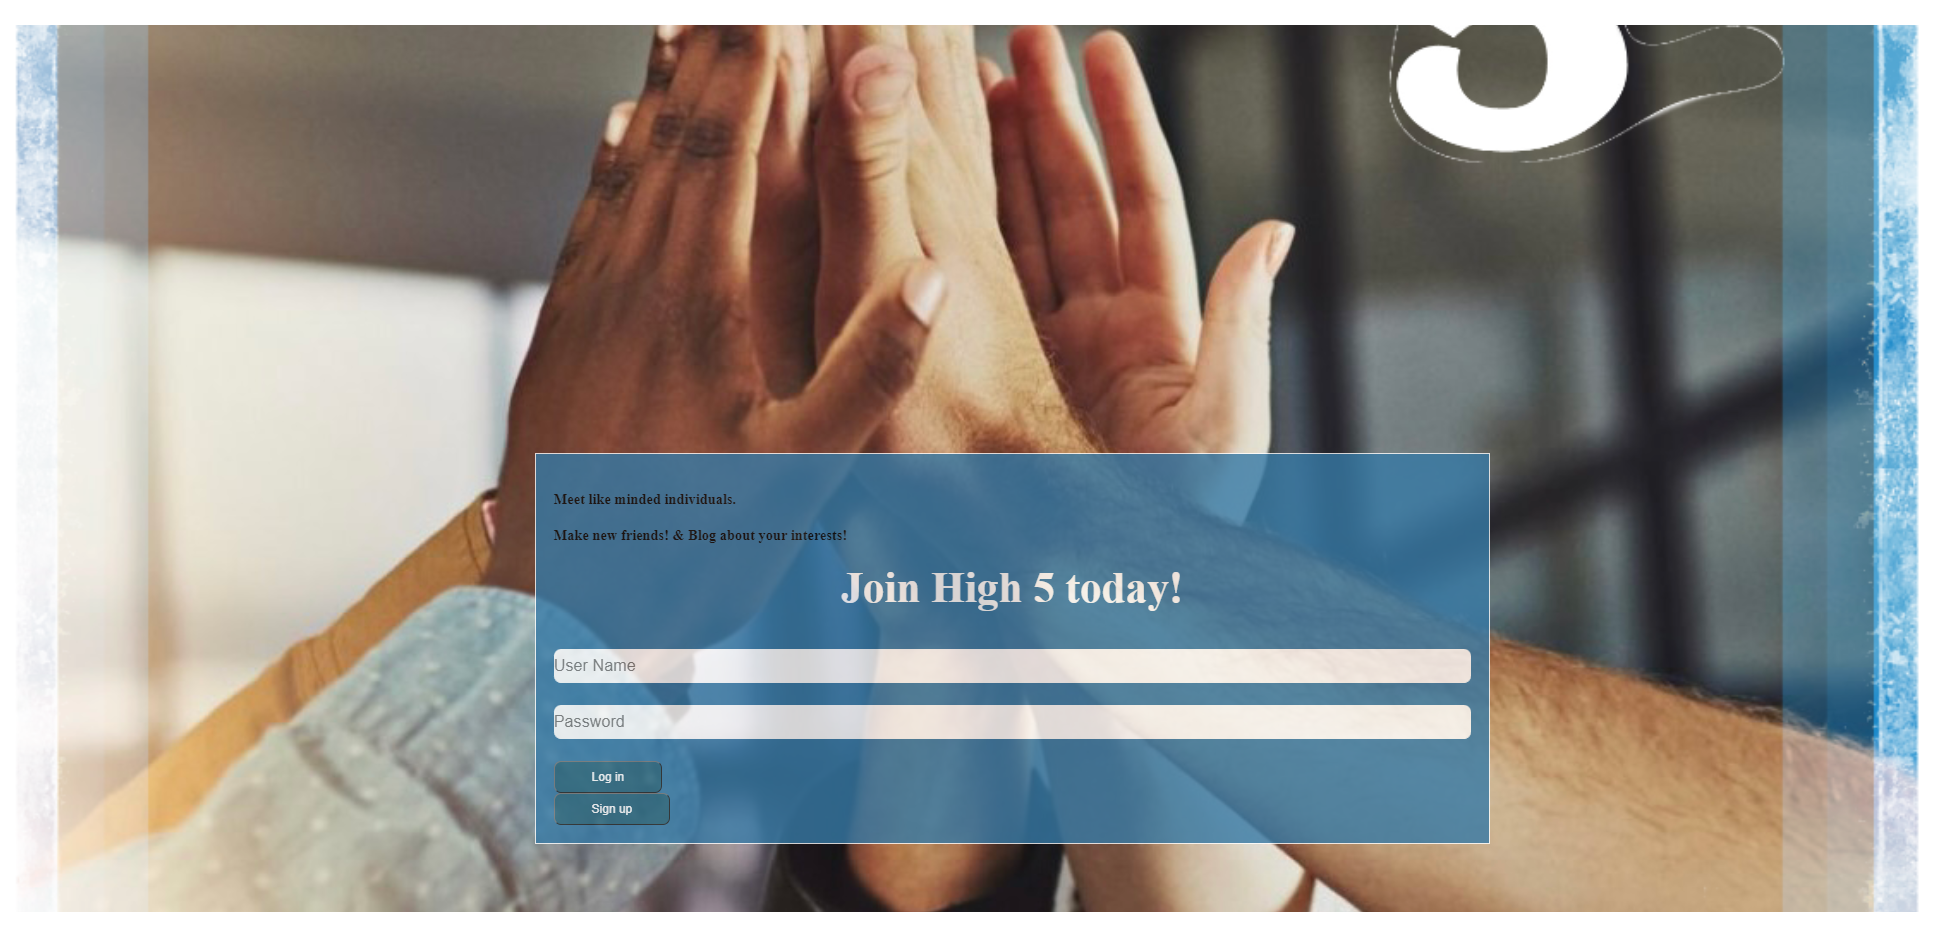 5
Meet like minded individuals.
Make new friends! & Blog about your interests!
Join High 5 today!
User Name
Password
Log in
Sign up